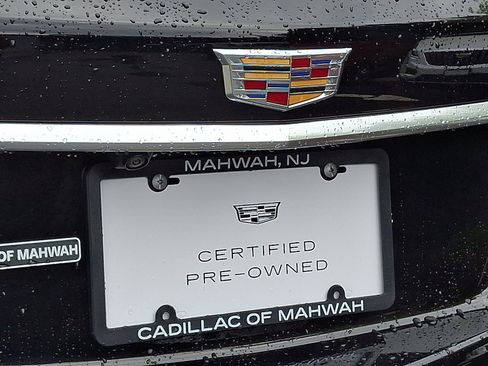 MAHWAH, NJ
CERTIFIED
PRE-OWNED
OF MAHWAH
CADILLAC OF MAHWAH